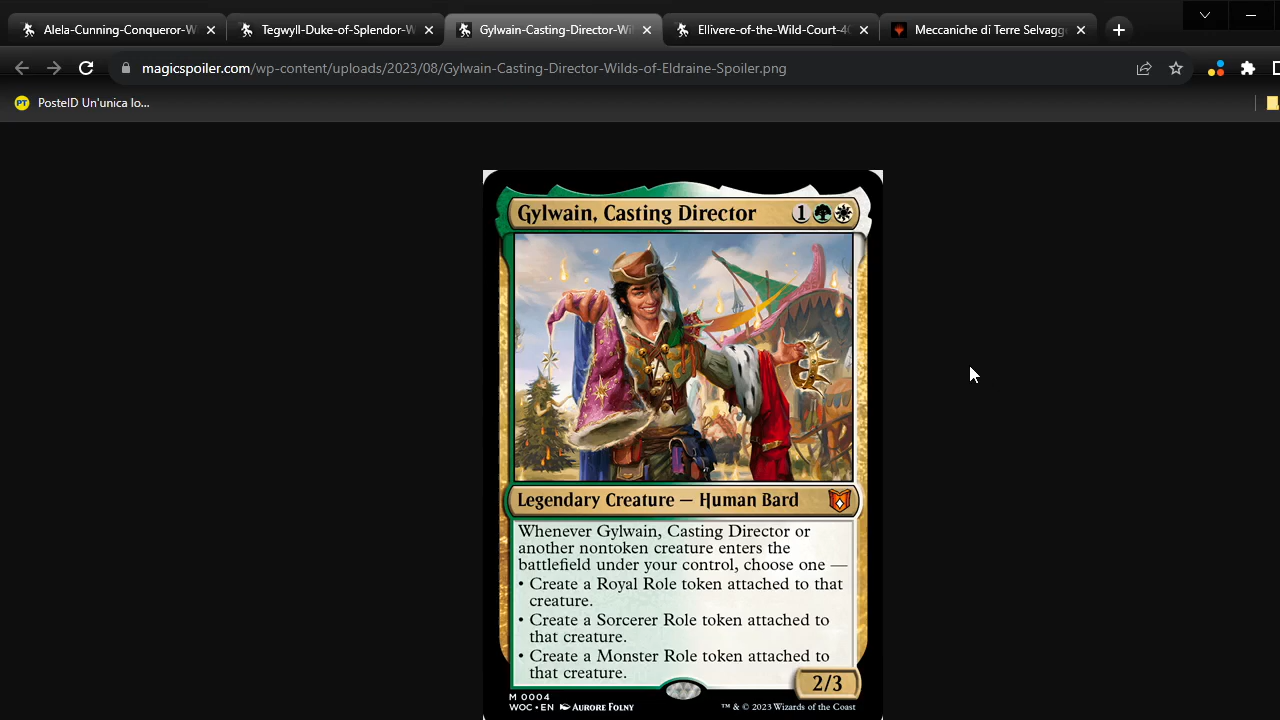 Alela-Cunning-Conqueror-W
Tegwyll-Duke-of-Splendor-W
Gylwain-Casting-Director-Wil
Ellivere-of-the-Wild-Court-40
Meccaniche di Terre Selvagg
magicspoiler.com/wp-content/uploads/2023/08/Gylwain-Casting-Director-Wilds-of-Eldraine-Spoiler.png
PT
PosteID Un'unica lo...
Gylwain, Casting Director 1
Legendary Creature — Human Bard
Whenever Gylwain, Casting Director or
another nontoken creature enters the
battlefield under your control, choose one —
• Create a Royal Role token attached to that
creature.
• Create a Sorcerer Role token attached to
that creature.
• Create a Monster Role token attached to
that creature.
2/3
M 0004
WOC • EN AURORE FOLNY
™ & © 2023 Wizards of the Coast